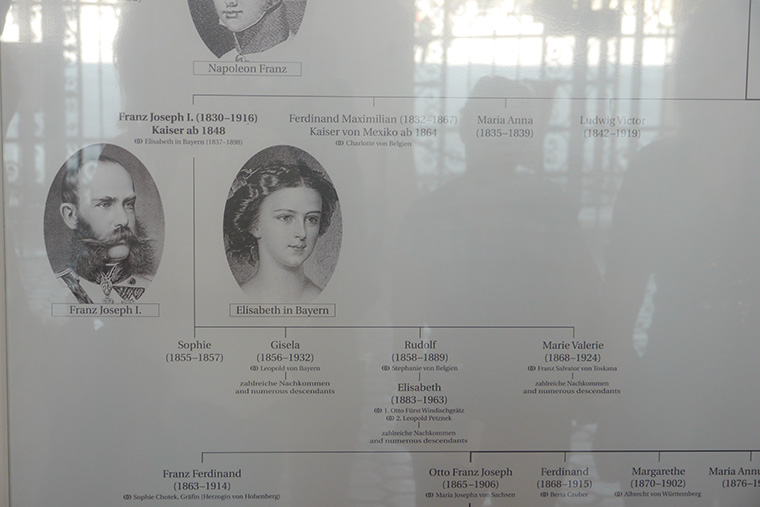 Napoleon Franz
Franz Joseph I. (1830–1916)
Kaiser ab 1848
Elisabeth in Bayern (1837–1898)
Ferdinand Maximilian (1832–1867)
Kaiser von Mexiko ab 1864
Charlotte von Belgien
Maria Anna
(1835–1839)
Ludwig Victor
(1842–1919)
Franz Joseph I.
Elisabeth in Bayern
Sophie
(1855–1857)
Gisela
(1856–1932)
Leopold von Bayern
zahlreiche Nachkommen
and numerous descendants
Rudolf
(1858–1889)
Stephanie von Belgien
Elisabeth
(1883–1963)
1. Otto Fürst Windischgrätz
2. Leopold Petznek
zahlreiche Nachkommen
and numerous descendants
Marie Valerie
(1868–1924)
Franz Salvator von Toskana
zahlreiche Nachkommen
and numerous descendants
Franz Ferdinand
(1863–1914)
Sophie Chotek, Gräfin (Herzogin von Hohenberg)
Otto Franz Joseph
(1865–1906)
Maria Josepha von Sachsen
Ferdinand
(1868–1915)
Berta Czuber
Margarethe
(1870–1902)
Albrecht von Württemberg
Maria
(1876–